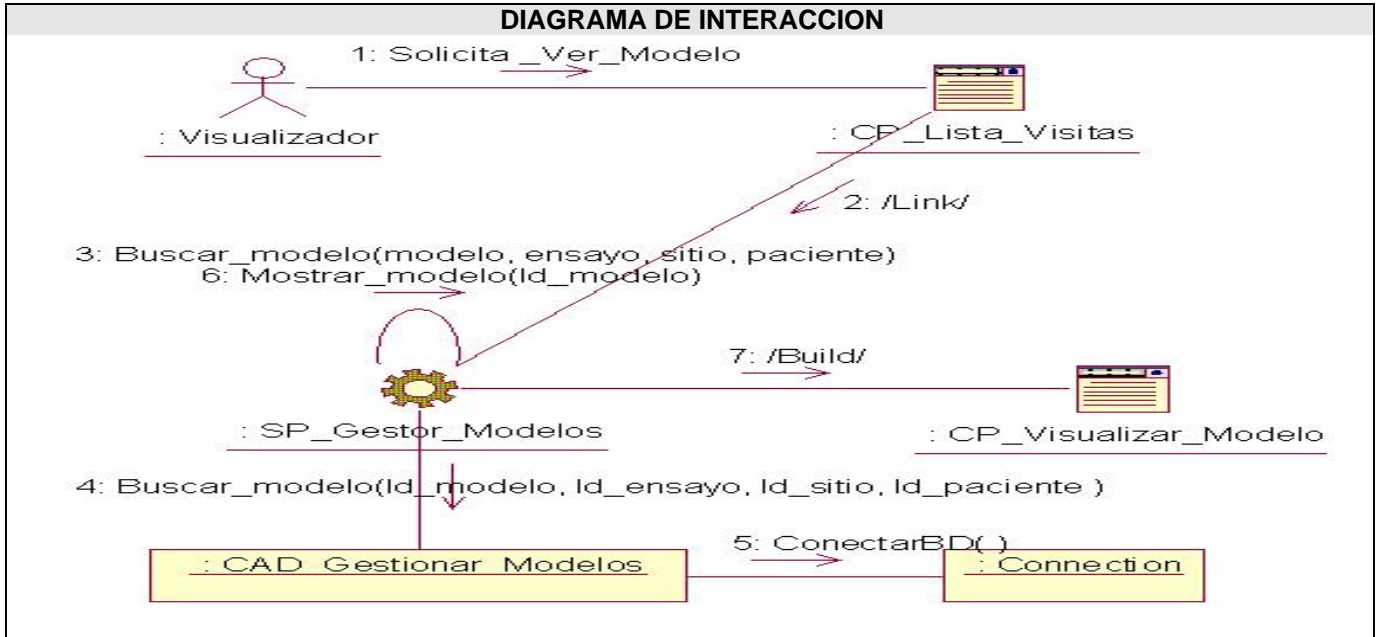 DIAGRAMA DE INTERACCION
1: Solicita _Ver_Modelo
: Visualizador
: CP_Lista_Visitas
2: /Link/
3: Buscar_modelo(modelo, ensayo, sitio, paciente)
6: Mostrar_modelo(Id_modelo)
7: /Build/
: SP_Gestor_Modelos
: CP_Visualizar_Modelo
4: Buscar_modelo(Id_modelo, Id_ensayo, Id_sitio, Id_paciente )
5: ConectarBD( )
: CAD_Gestionar_Modelos
: Connection